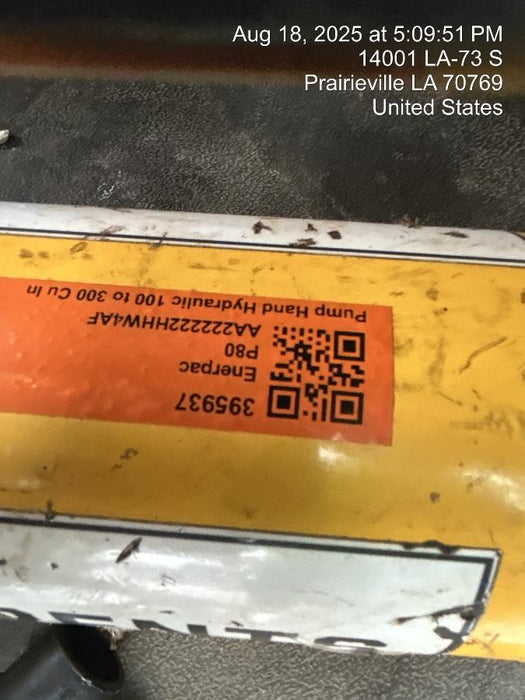 Aug 18, 2025 at 5:09:51 PM
14001 LA-73 S
Prairieville LA 70769
United States
395937
Enerpac
P80
AA222222HHW4AF
Pump Hand Hydraulic 100 to 300 Cu In